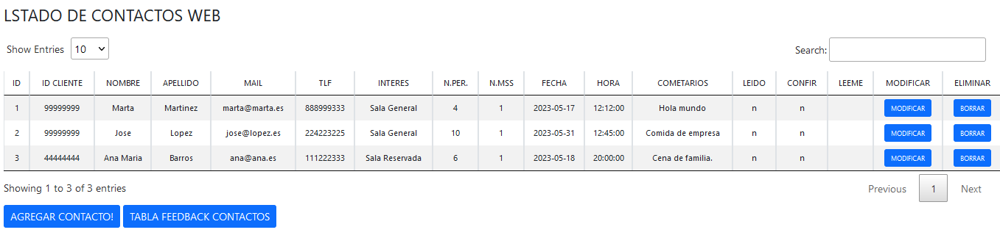 LSTADO DE CONTACTOS WEB
Show Entries 10 Search:
ID ID CLIENTE NOMBRE APELLIDO MAIL TLF INTERES N.PER. N.MSS FECHA HORA COMETARIOS LEIDO CONFIR LEEME MODIFICAR ELIMINAR
1 99999999 Marta Martinez marta@marta.es 888999333 Sala General 4 1 2023-05-17 12:12:00 Hola mundo n n MODIFICAR BORRAR
2 99999999 Jose Lopez jose@lopez.es 224223225 Sala General 10 1 2023-05-31 12:45:00 Comida de empresa n n MODIFICAR BORRAR
3 44444444 Ana Maria Barros ana@ana.es 111222333 Sala Reservada 6 1 2023-05-18 20:00:00 Cena de familia. n n MODIFICAR BORRAR
Showing 1 to 3 of 3 entries Previous 1 Next
AGREGAR CONTACTO! TABLA FEEDBACK CONTACTOS